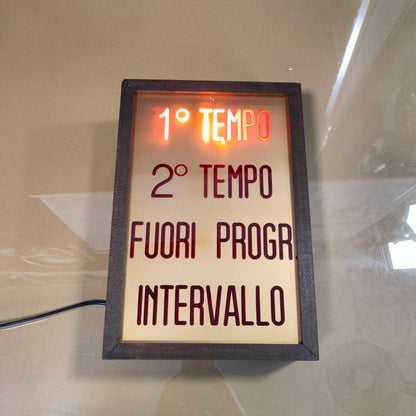 1° TEMPO
2° TEMPO
FUORI PROGR.
INTERVALLO